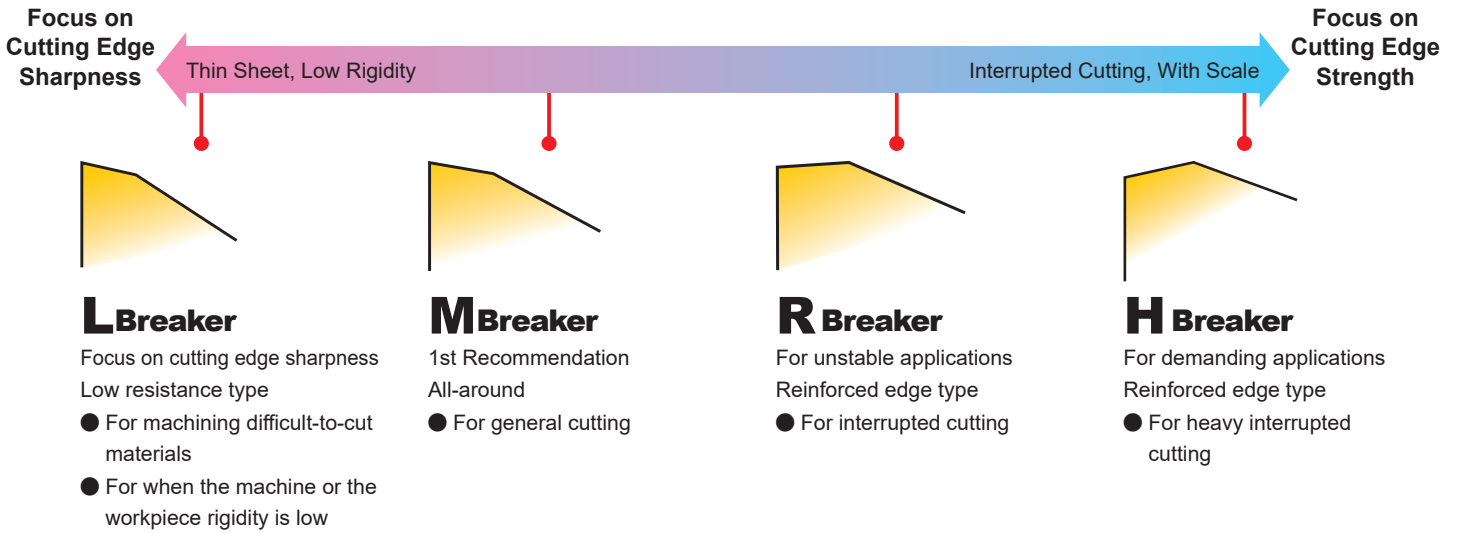 Focus on
Cutting Edge
Sharpness
Thin Sheet, Low Rigidity
Interrupted Cutting, With Scale
Focus on
Cutting Edge
Strength
L Breaker
Focus on cutting edge sharpness
Low resistance type
● For machining difficult-to-cut
materials
● For when the machine or the
workpiece rigidity is low
M Breaker
1st Recommendation
All-around
● For general cutting
R Breaker
For unstable applications
Reinforced edge type
● For interrupted cutting
H Breaker
For demanding applications
Reinforced edge type
● For heavy interrupted
cutting